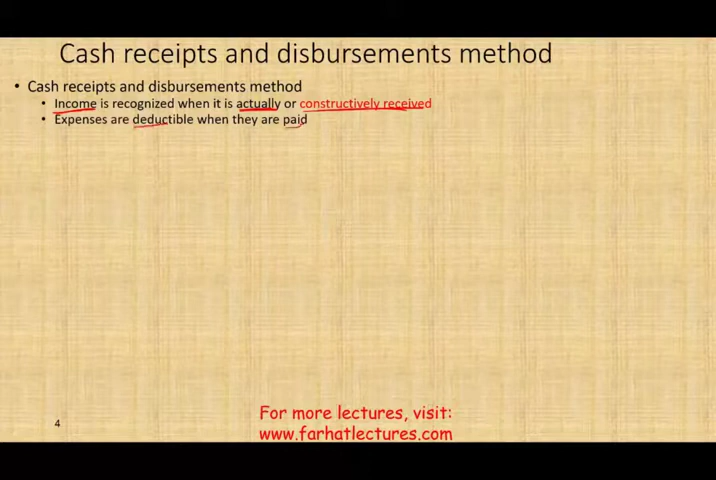 Cash receipts and disbursements method
• Cash receipts and disbursements method
• Income is recognized when it is actually or constructively received
• Expenses are deductible when they are paid
4
For more lectures, visit:
www.farhatlectures.com